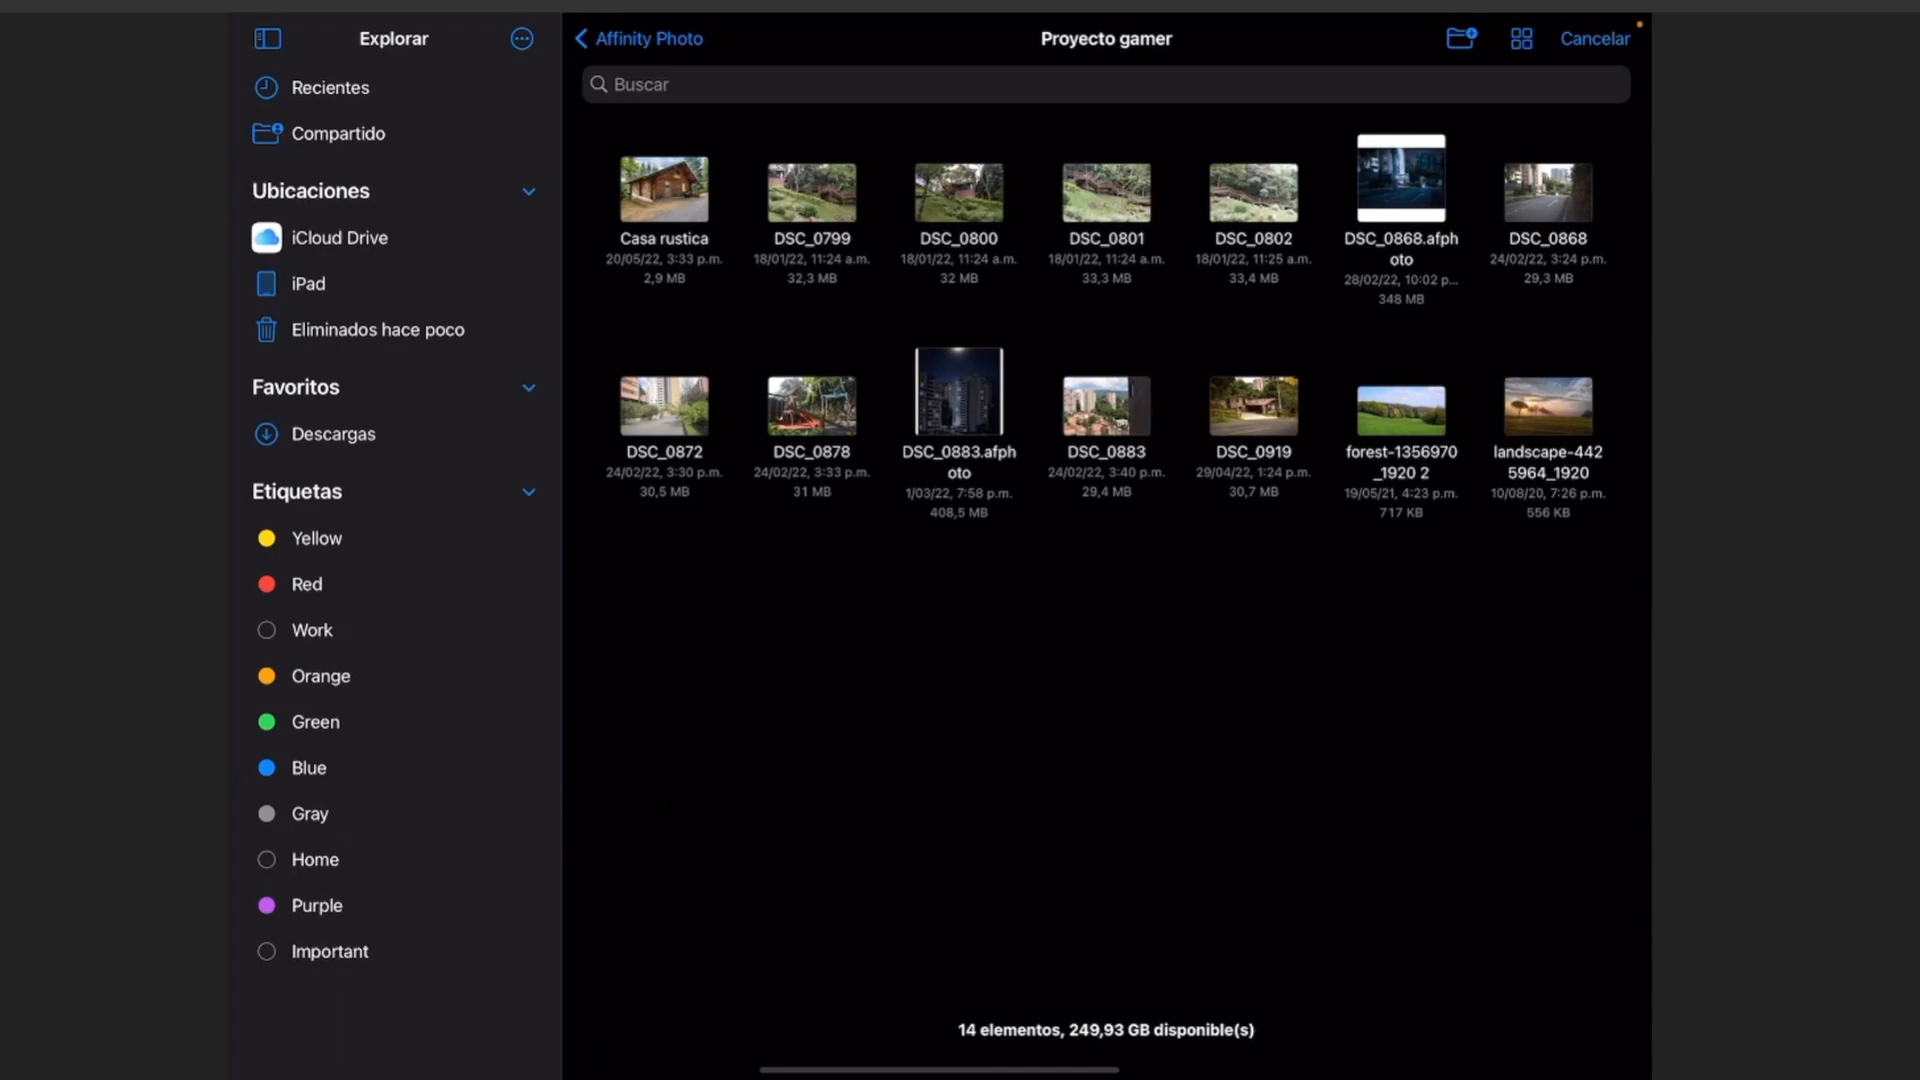 Explorar
Recientes
Compartido
Ubicaciones
iCloud Drive
iPad
Eliminados hace poco
Favoritos
Descargas
Etiquetas
Yellow
Red
Work
Orange
Green
Blue
Gray
Home
Purple
Important
Affinity Photo
Proyecto gamer
Cancelar
Buscar
Casa rustica
20/05/22, 3:33 p.m.
2,9 MB
DSC_0799
18/01/22, 11:24 a.m.
32,3 MB
DSC_0800
18/01/22, 11:24 a.m.
32 MB
DSC_0801
18/01/22, 11:24 a.m.
33,3 MB
DSC_0802
18/01/22, 11:25 a.m.
33,4 MB
DSC_0868.afph
oto
28/02/22, 10:02 p...
348 MB
DSC_0868
24/02/22, 3:24 p.m.
29,3 MB
DSC_0872
24/02/22, 3:30 p.m.
30,5 MB
DSC_0878
24/02/22, 3:33 p.m.
31 MB
DSC_0883.afph
oto
1/03/22, 7:58 p.m.
408,5 MB
DSC_0883
24/02/22, 3:40 p.m.
29,4 MB
DSC_0919
29/04/22, 1:24 p.m.
30,7 MB
forest-1356970
_1920 2
19/05/21, 4:23 p.m.
717 KB
landscape-442
5964_1920
10/08/20, 7:26 p.m.
556 KB
14 elementos, 249,93 GB disponible(s)